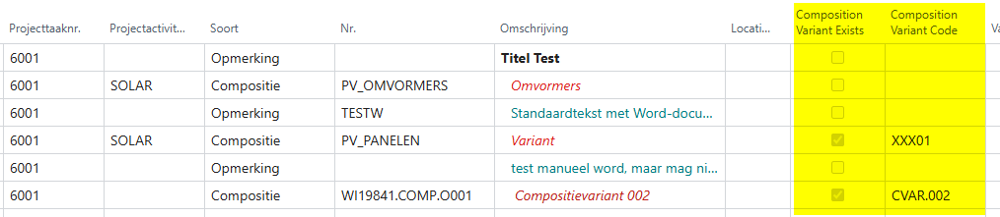 Projecttaaknr. Projectactivit... Soort Nr. Omschrijving Locati... Composition Variant Exists Composition Variant Code Va
6001 Opmerking Titel Test
6001 SOLAR Compositie PV_OMVORMERS Omvormers
6001 Opmerking TESTW Standaardtekst met Word-docu...
6001 SOLAR Compositie PV_PANELEN Variant XXX01
6001 Opmerking test manueel word, maar mag ni...
6001 Compositie WI19841.COMP.O001 Compositievariant 002 CVAR.002